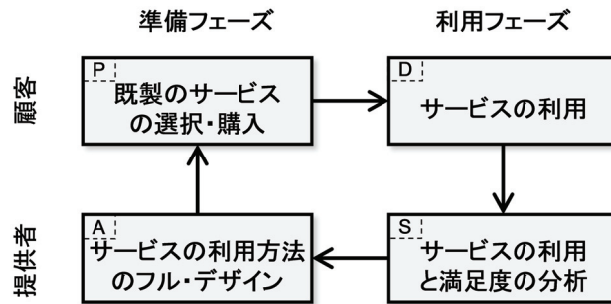 準備フェーズ
利用フェーズ
顧客
P
既製のサービス
の選択・購入
D
サービスの利用
提供者
A
サービスの利用方法
のフル・デザイン
S
サービスの利用
と満足度の分析